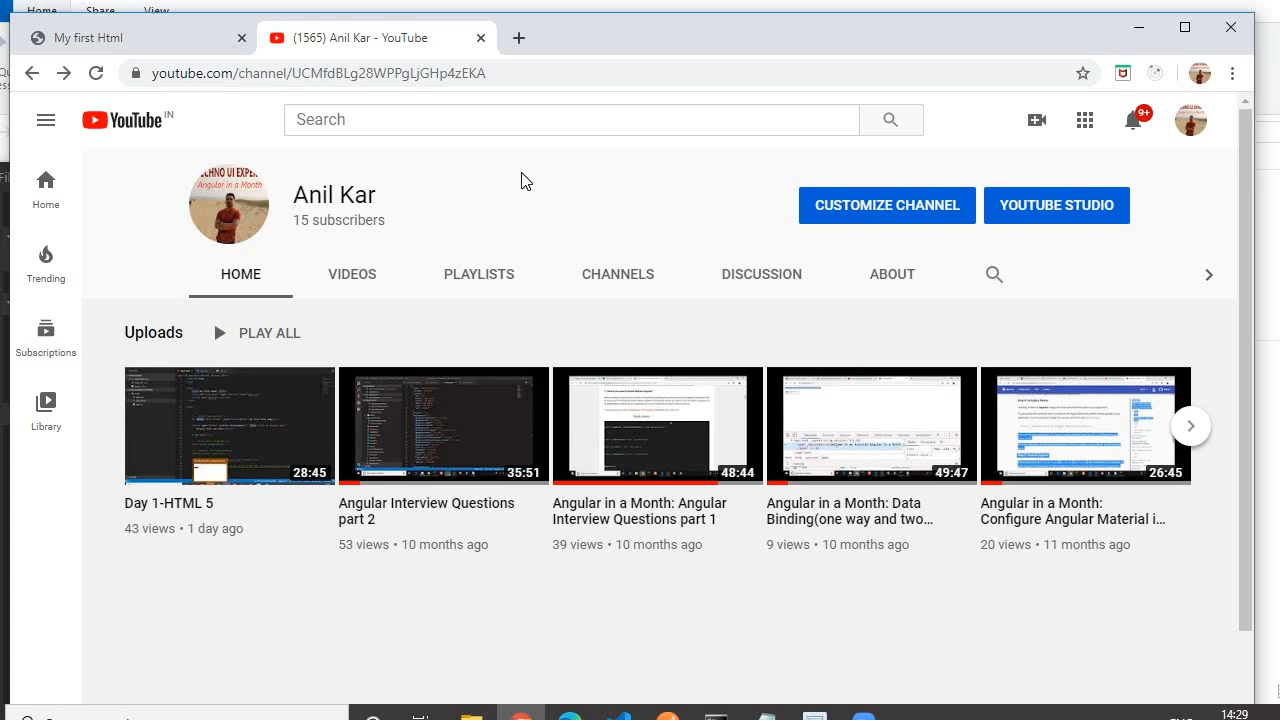 Home Share View
My first Html
(1565) Anil Kar - YouTube
youtube.com/channel/UCMfdBLg28WPPgLjGHp4zEKA
YouTube IN
Search
9+
Home
Trending
Subscriptions
Library
TECHNO UI EXPERT
Angular in a Month
Anil Kar
15 subscribers
CUSTOMIZE CHANNEL
YOUTUBE STUDIO
HOME VIDEOS PLAYLISTS CHANNELS DISCUSSION ABOUT
Uploads PLAY ALL
28:45
Day 1-HTML 5
43 views • 1 day ago
35:51
Angular Interview Questions
part 2
53 views • 10 months ago
48:44
Angular in a Month: Angular
Interview Questions part 1
39 views • 10 months ago
49:47
Angular in a Month: Data
Binding(one way and two…
9 views • 10 months ago
26:45
Angular in a Month:
Configure Angular Material i…
20 views • 11 months ago
14:29